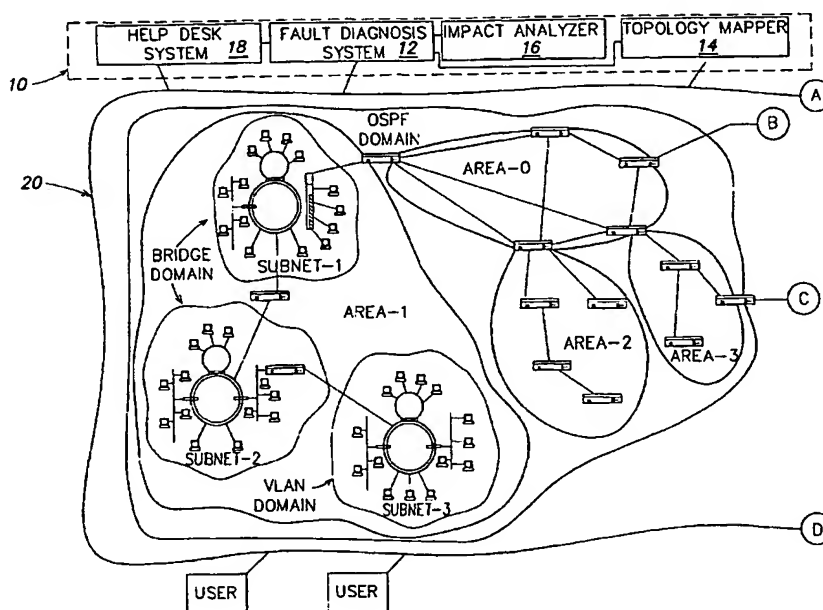 HELP DESK
SYSTEM 18
FAULT DIAGNOSIS
SYSTEM 12
IMPACT ANALYZER
16
TOPOLOGY MAPPER
14
10
A
OSPF
DOMAIN
B
AREA-0
20
BRIDGE
DOMAIN
SUBNET-1
C
AREA-1
AREA-2
AREA-3
SUBNET-2
VLAN
DOMAIN
SUBNET-3
D
USER
USER